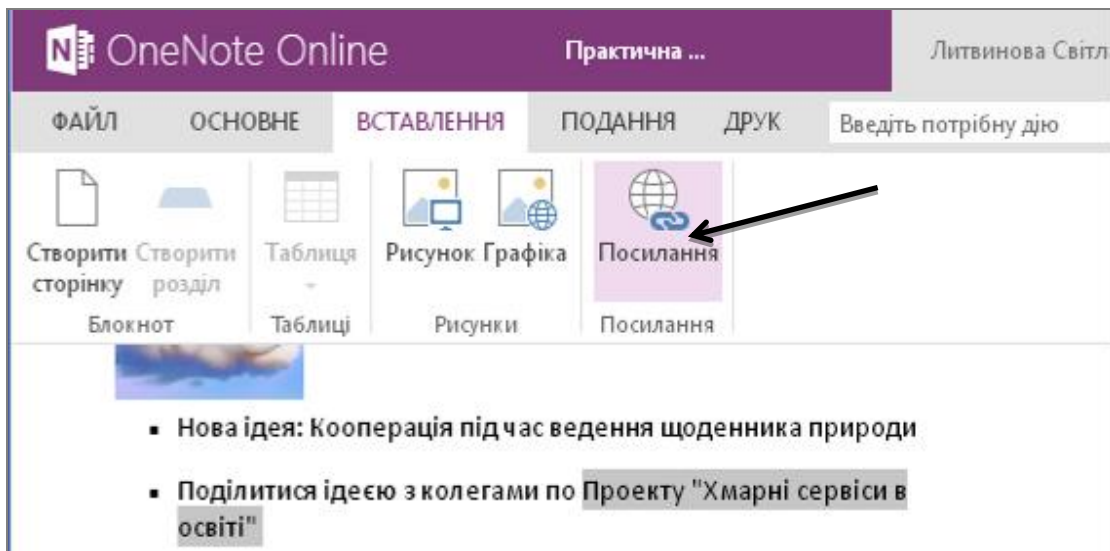 OneNote Online
Практична ...
Литвинова Світл
ФАЙЛ ОСНОВНЕ ВСТАВЛЕННЯ ПОДАННЯ ДРУК Введіть потрібну дію
Створити сторінку
Створити розділ
Таблиця
Рисунок
Графіка
Посилання
Блокнот Таблиці Рисунки Посилання
▪ Нова ідея: Кооперація під час ведення щоденника природи
▪ Поділитися ідеєю з колегами по Проекту "Хмарні сервіси в
освіті"